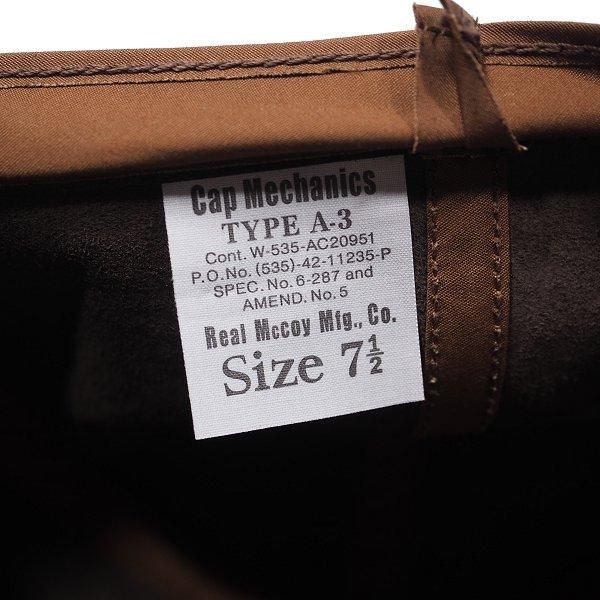 Cap Mechanics
TYPE A-3
Cont. W-535-AC20951
P.O.No. (535)-42-11235-P
SPEC. No. 6-287 and
AMEND. No. 5
Real McCoy Mfg., Co.
Size 7½